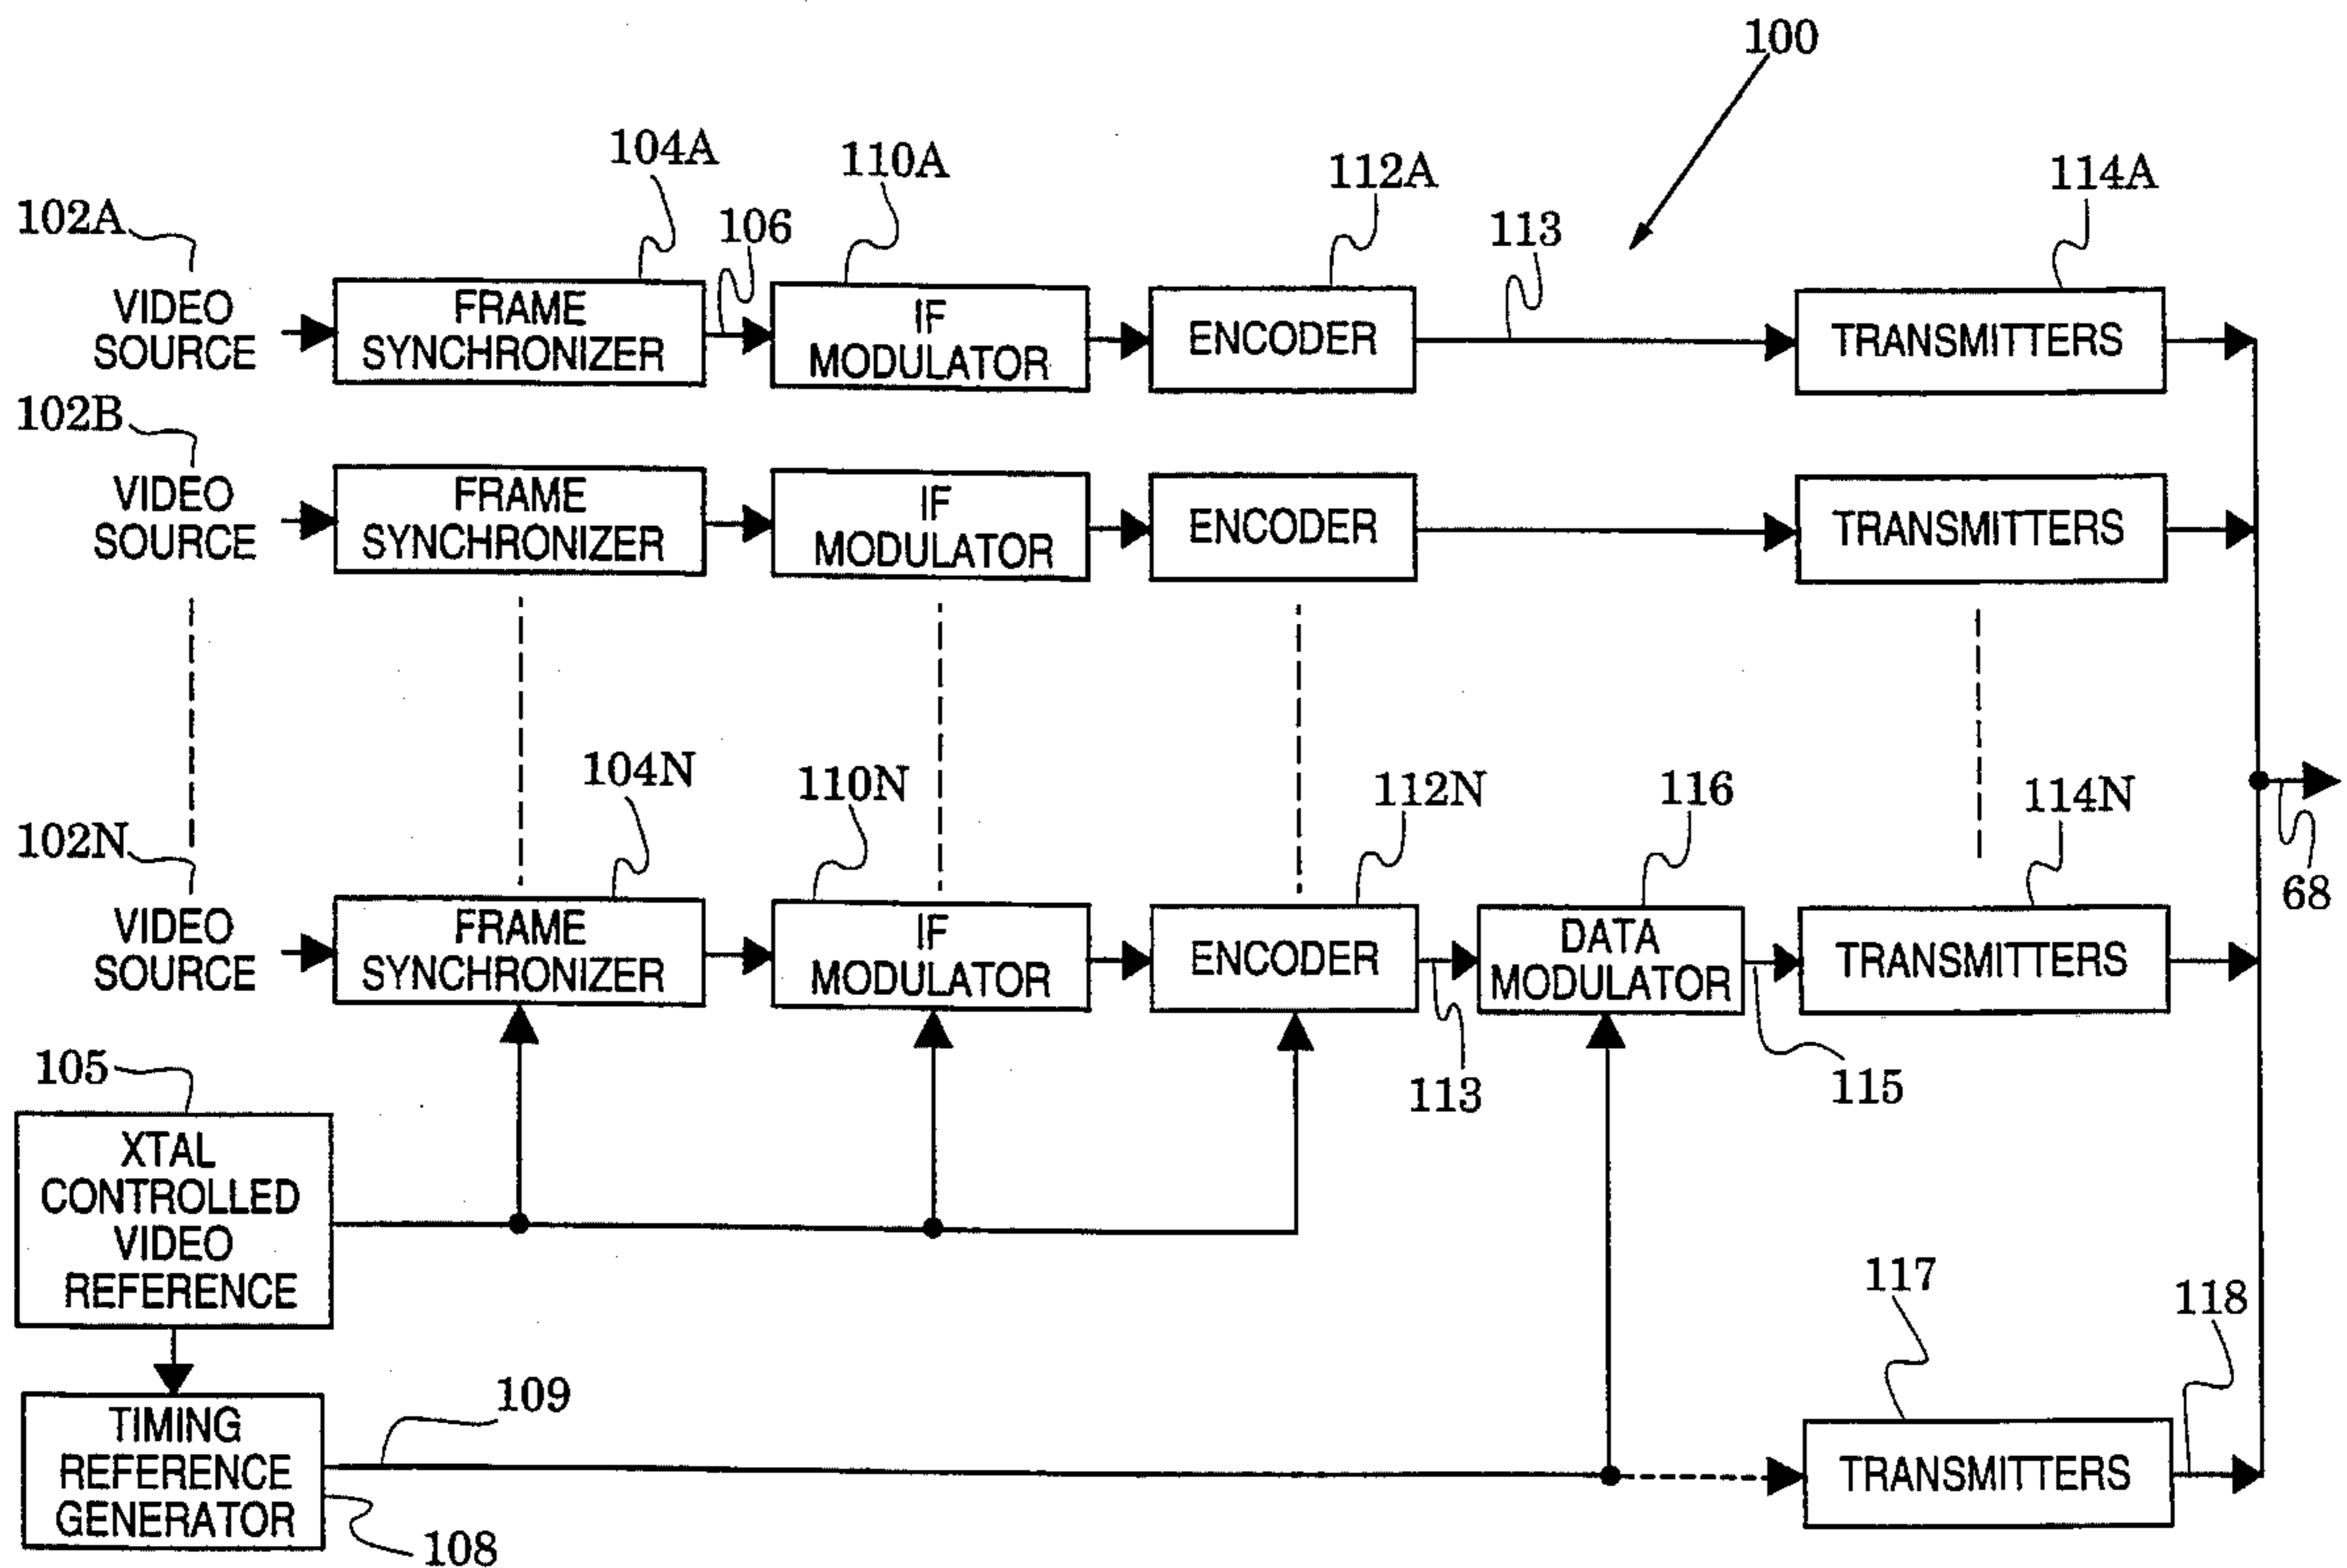 100
104A
110A
112A
114A
102A
106
113
VIDEO
SOURCE
FRAME
SYNCHRONIZER
IF
MODULATOR
ENCODER
TRANSMITTERS
102B
VIDEO
SOURCE
FRAME
SYNCHRONIZER
IF
MODULATOR
ENCODER
TRANSMITTERS
104N
110N
112N
116
114N
102N
68
VIDEO
SOURCE
FRAME
SYNCHRONIZER
IF
MODULATOR
ENCODER
DATA
MODULATOR
TRANSMITTERS
105
113
115
XTAL
CONTROLLED
VIDEO
REFERENCE
117
118
109
TIMING
REFERENCE
GENERATOR
TRANSMITTERS
108